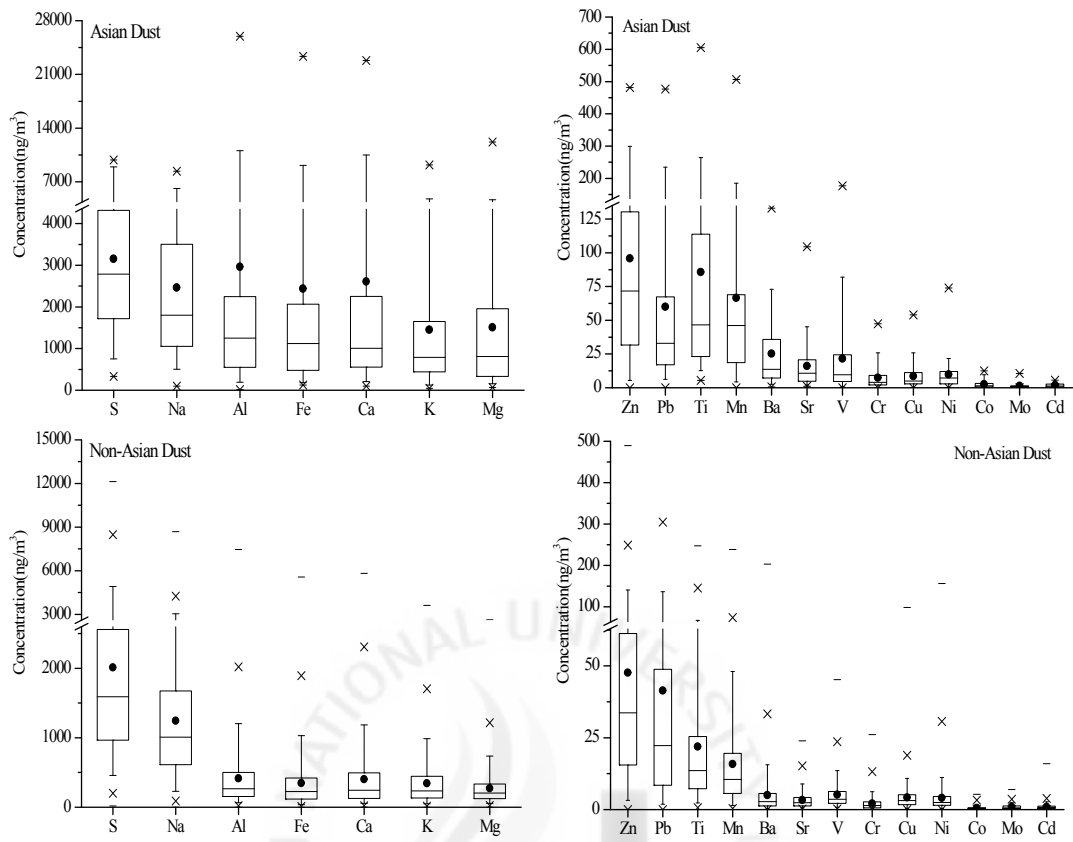 Asian Dust
Concentration(ng/m³)
28000
21000
14000
7000
4000
3000
2000
1000
0
S Na Al Fe Ca K Mg
Asian Dust
Concentration(ng/m³)
700
600
500
400
300
200
125
100
75
50
25
0
Zn Pb Ti Mn Ba Sr V Cr Cu Ni Co Mo Cd
Non-Asian Dust
Concentration(ng/m³)
15000
12000
9000
6000
3000
2000
1000
0
S Na Al Fe Ca K Mg
Non-Asian Dust
Concentration(ng/m³)
500
400
300
200
100
50
25
0
Zn Pb Ti Mn Ba Sr V Cr Cu Ni Co Mo Cd
NATIONAL UNIVERSITY